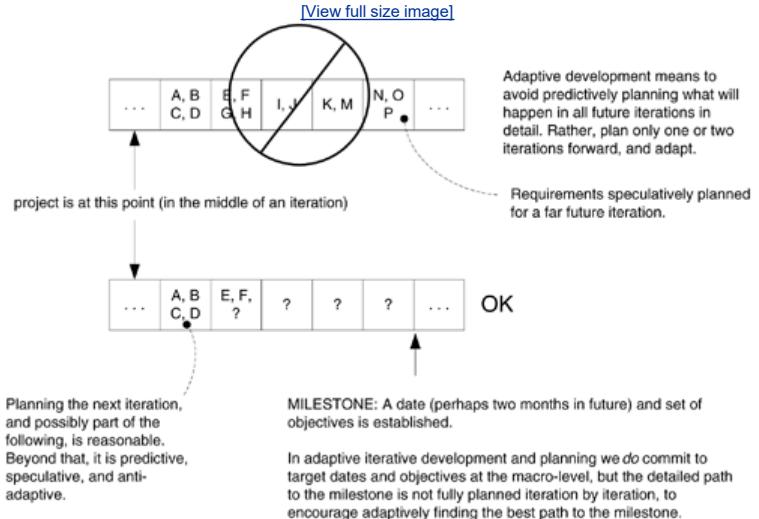 [View full size image]
. . .
A, B
C, D
E, F
G, H
I, J
K, M
N, O
P
. . .
Adaptive development means to
avoid predictively planning what will
happen in all future iterations in
detail. Rather, plan only one or two
iterations forward, and adapt.
Requirements speculatively planned
for a far future iteration.
project is at this point (in the middle of an iteration)
. . .
A, B
C, D
E, F,
?
?
?
?
. . .
OK
Planning the next iteration,
and possibly part of the
following, is reasonable.
Beyond that, it is predictive,
speculative, and anti-
adaptive.
MILESTONE: A date (perhaps two months in future) and set of
objectives is established.
In adaptive iterative development and planning we do commit to
target dates and objectives at the macro-level, but the detailed path
to the milestone is not fully planned iteration by iteration, to
encourage adaptively finding the best path to the milestone.